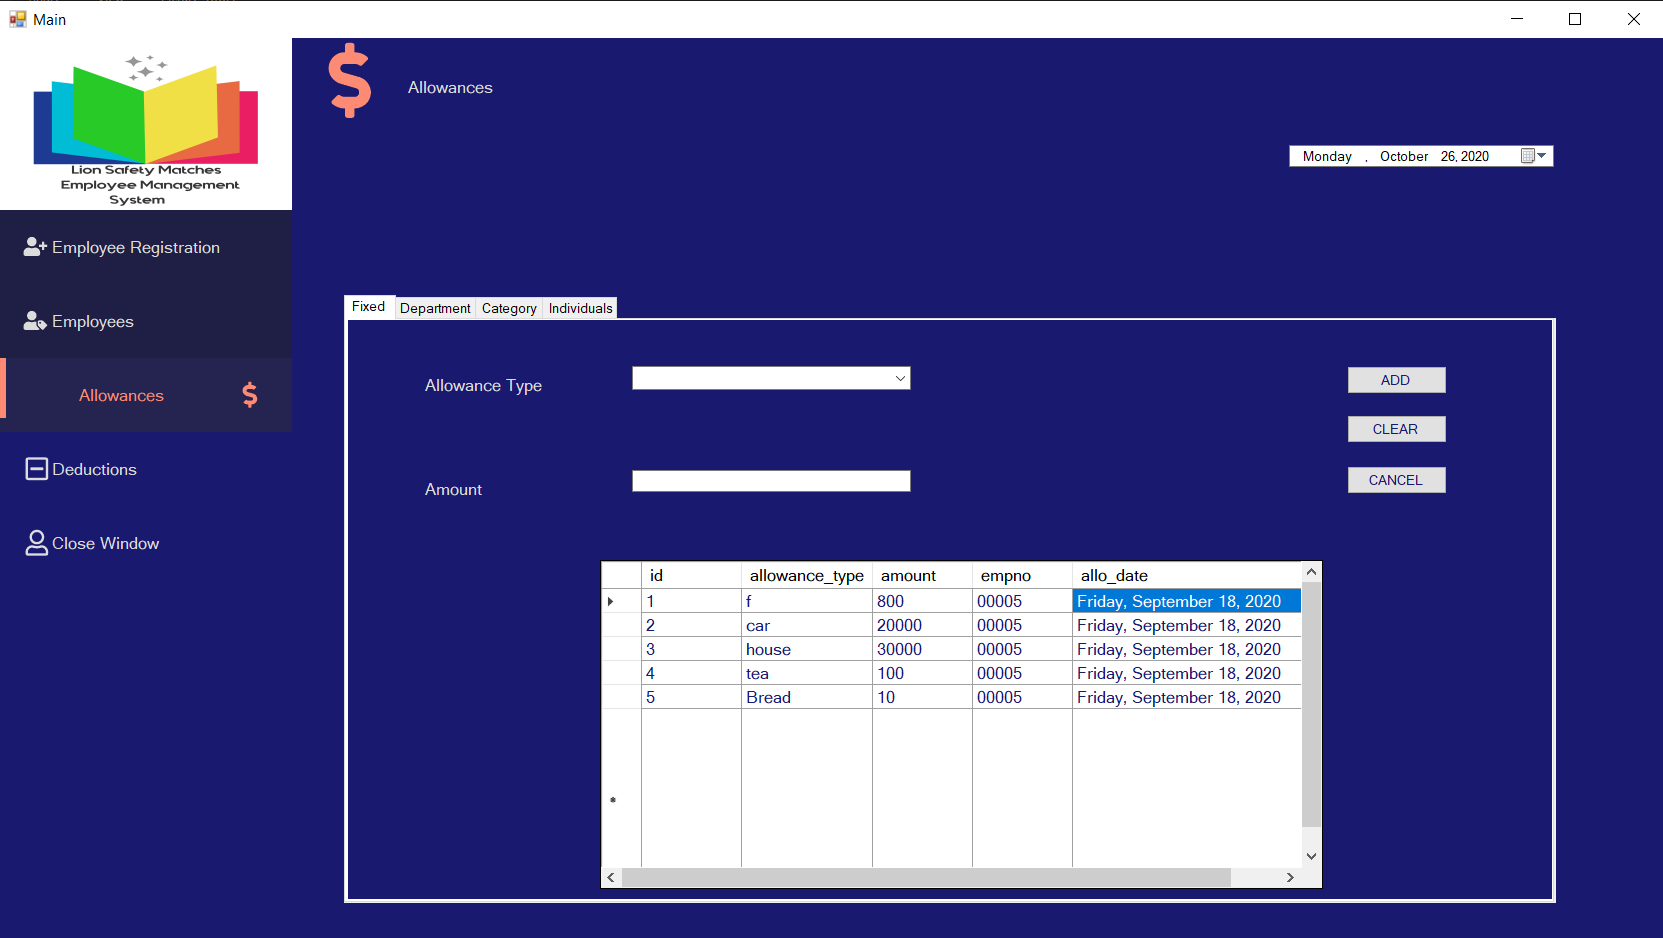 Main
Lion Safety Matches
Employee Management
System
Employee Registration
Employees
Allowances
Deductions
Close Window
Allowances
Monday , October 26, 2020
Fixed Department Category Individuals
Allowance Type
ADD
CLEAR
Amount
CANCEL
id allowance_type amount empno allo_date
1 f 800 00005 Friday, September 18, 2020
2 car 20000 00005 Friday, September 18, 2020
3 house 30000 00005 Friday, September 18, 2020
4 tea 100 00005 Friday, September 18, 2020
5 Bread 10 00005 Friday, September 18, 2020